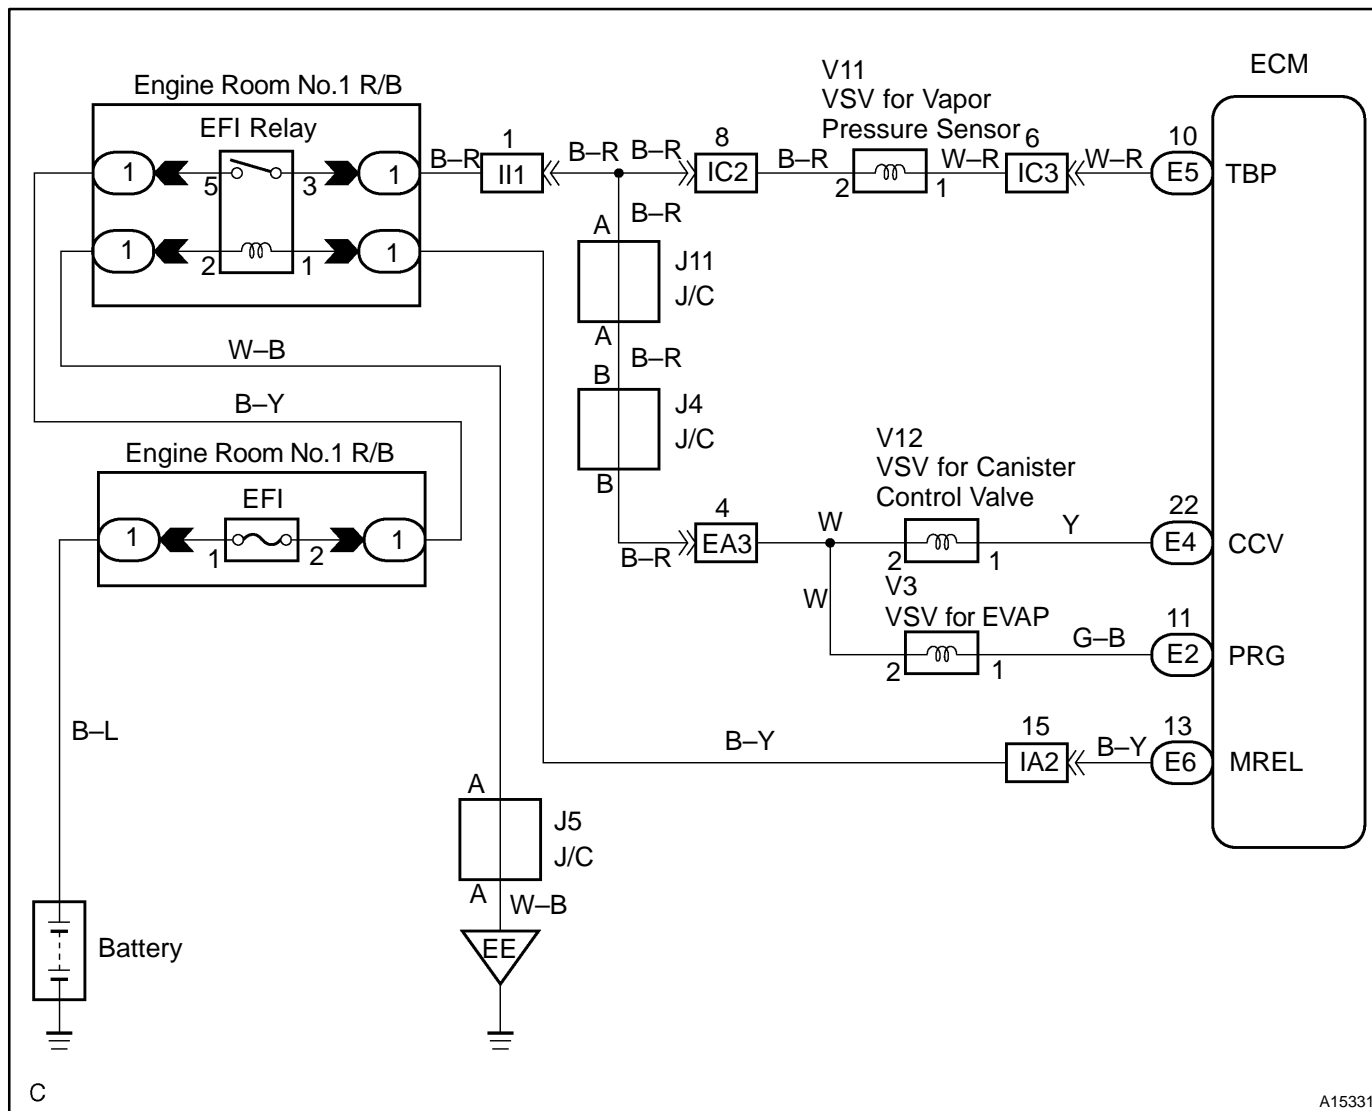 ECM
Engine Room No.1 R/B
EFI Relay
1
5
3
1
1
2
1
1
B–R
1
II1
B–R
B–R
8
IC2
B–R
V11
VSV for Vapor
Pressure Sensor
2
1
W–R
6
IC3
W–R
10
E5
TBP
B–R
A
J11
J/C
A
B–R
B
J4
J/C
B
B–R
4
EA3
W
W
V12
VSV for Canister
Control Valve
2
1
Y
22
E4
CCV
V3
VSV for EVAP
2
1
G–B
11
E2
PRG
W–B
B–Y
Engine Room No.1 R/B
EFI
1
1
2
1
B–L
B–Y
15
IA2
B–Y
13
E6
MREL
A
J5
J/C
A
W–B
EE
Battery
C
A15331